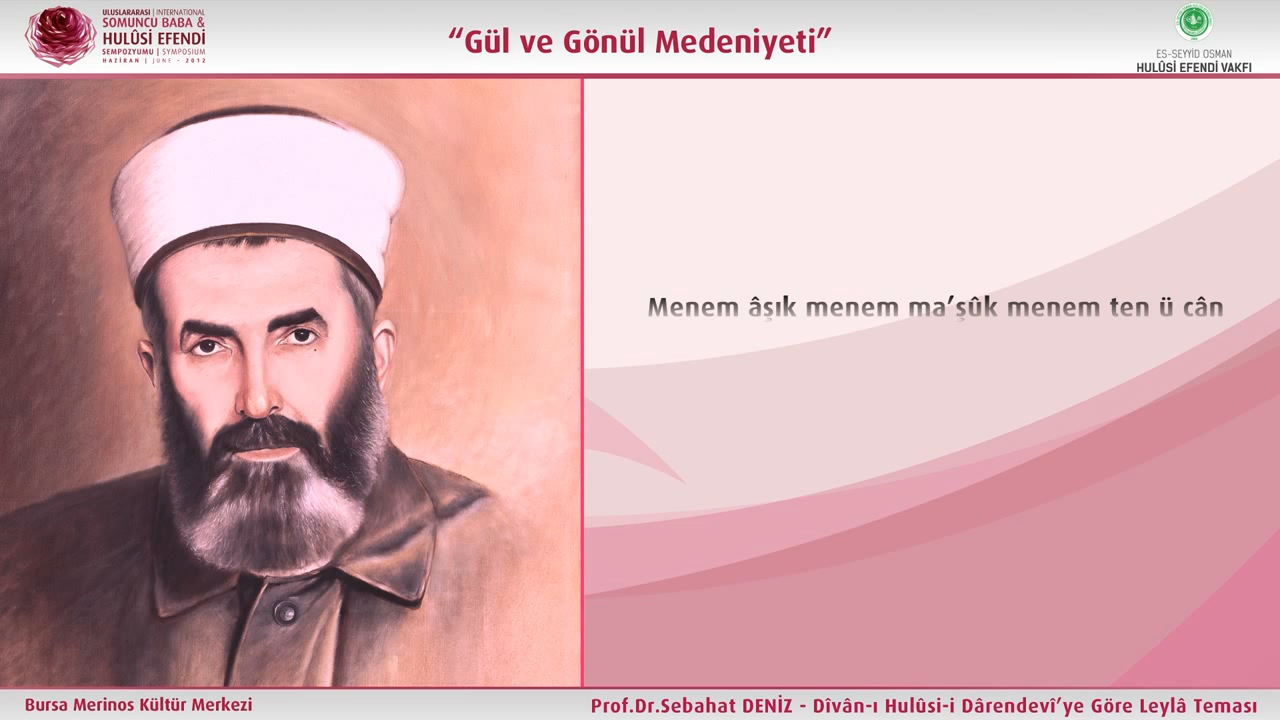 ULUSLARARASI | INTERNATIONAL
SOMUNCU BABA &
HULÛSİ EFENDİ
SEMPOZYUMU | SYMPOSIUM
HAZİRAN | JUNE - 2012
“Gül ve Gönül Medeniyeti”
ES-SEYYİD OSMAN
HULÛSİ EFENDİ VAKFI
Menem âşık menem ma’şûk menem ten ü cân
Bursa Merinos Kültür Merkezi
Prof.Dr.Sebahat DENİZ - Dîvân-ı Hulûsi-i Dârendevî’ye Göre Leylâ Teması